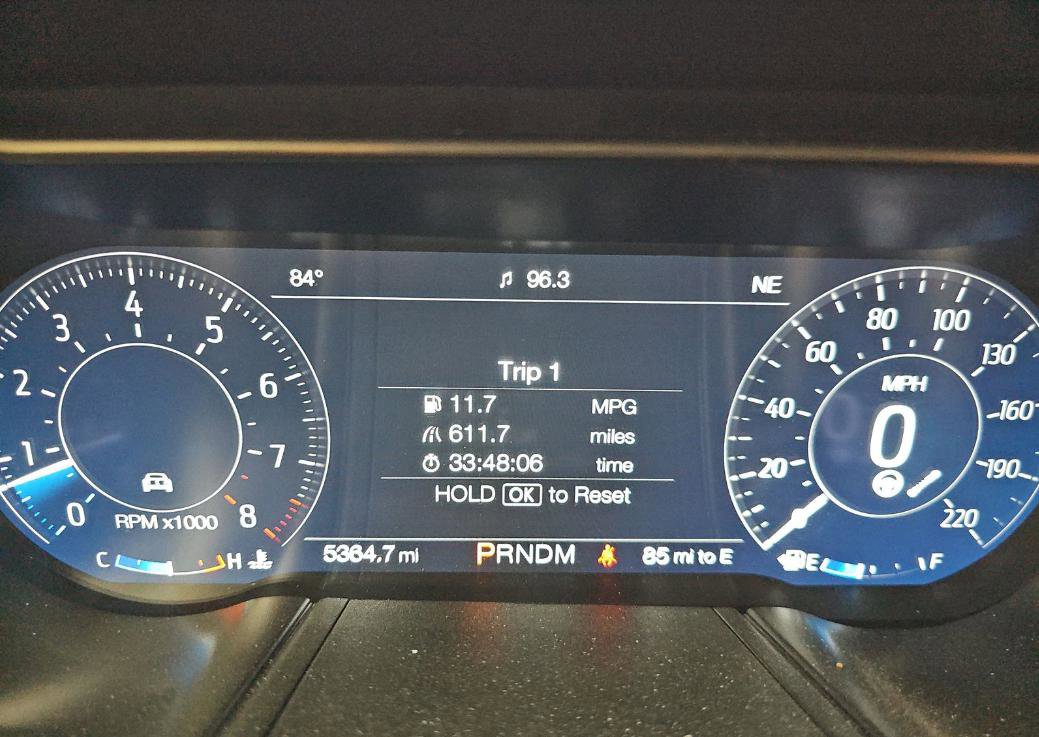 84° 96.3 NE
0 1 2 3 4 5 6 7 8
RPM x1000
C H
Trip 1
11.7 MPG
611.7 miles
33:48:06 time
HOLD OK to Reset
5364.7 mi PRNDM 85 mi to E
20 40 60 80 100 130 160 190 220
MPH
0
E F